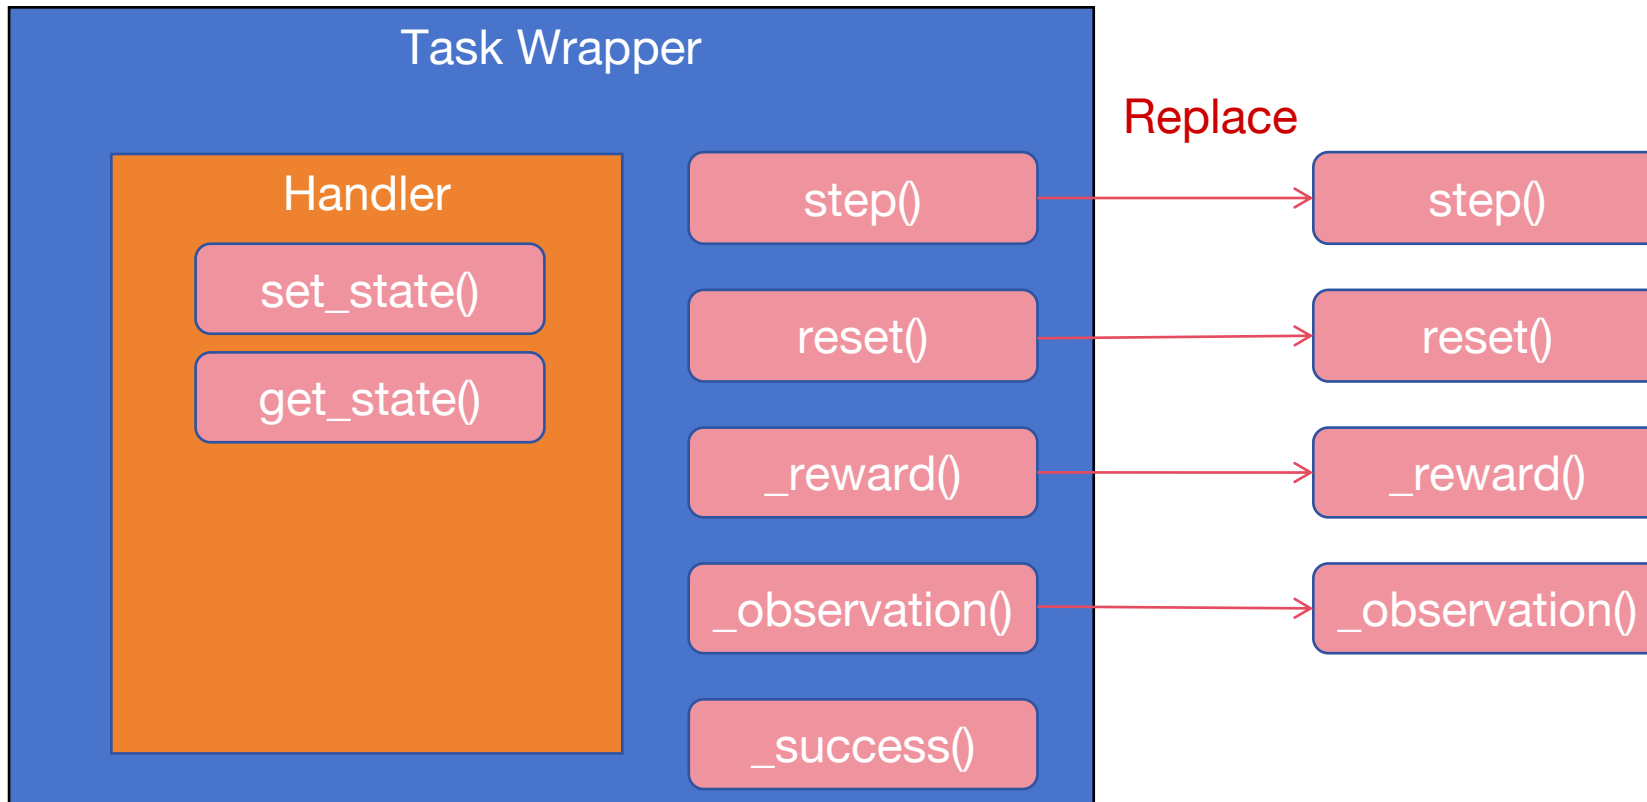 Task Wrapper
Replace
Handler
set_state()
get_state()
step()
reset()
_reward()
_observation()
_success()
step()
reset()
_reward()
_observation()